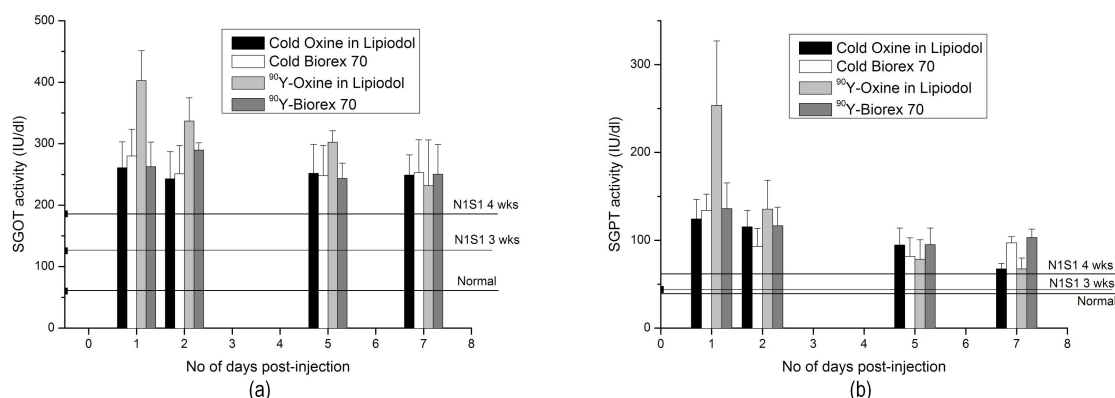 500
400
300
200
100
0
SGOT activity (IU/dl)
Cold Oxine in Lipiodol
Cold Biorex 70
⁹⁰Y-Oxine in Lipiodol
⁹⁰Y-Biorex 70
N1S1 4 wks
N1S1 3 wks
Normal
0 1 2 3 4 5 6 7 8
No of days post-injection
(a)
350
300
250
200
150
100
50
0
SGPT activity (IU/dl)
Cold Oxine in Lipiodol
Cold Biorex 70
⁹⁰Y-Oxine in Lipiodol
⁹⁰Y-Biorex 70
N1S1 4 wks
N1S1 3 wks
Normal
0 1 2 3 4 5 6 7 8
No of days post-injection
(b)